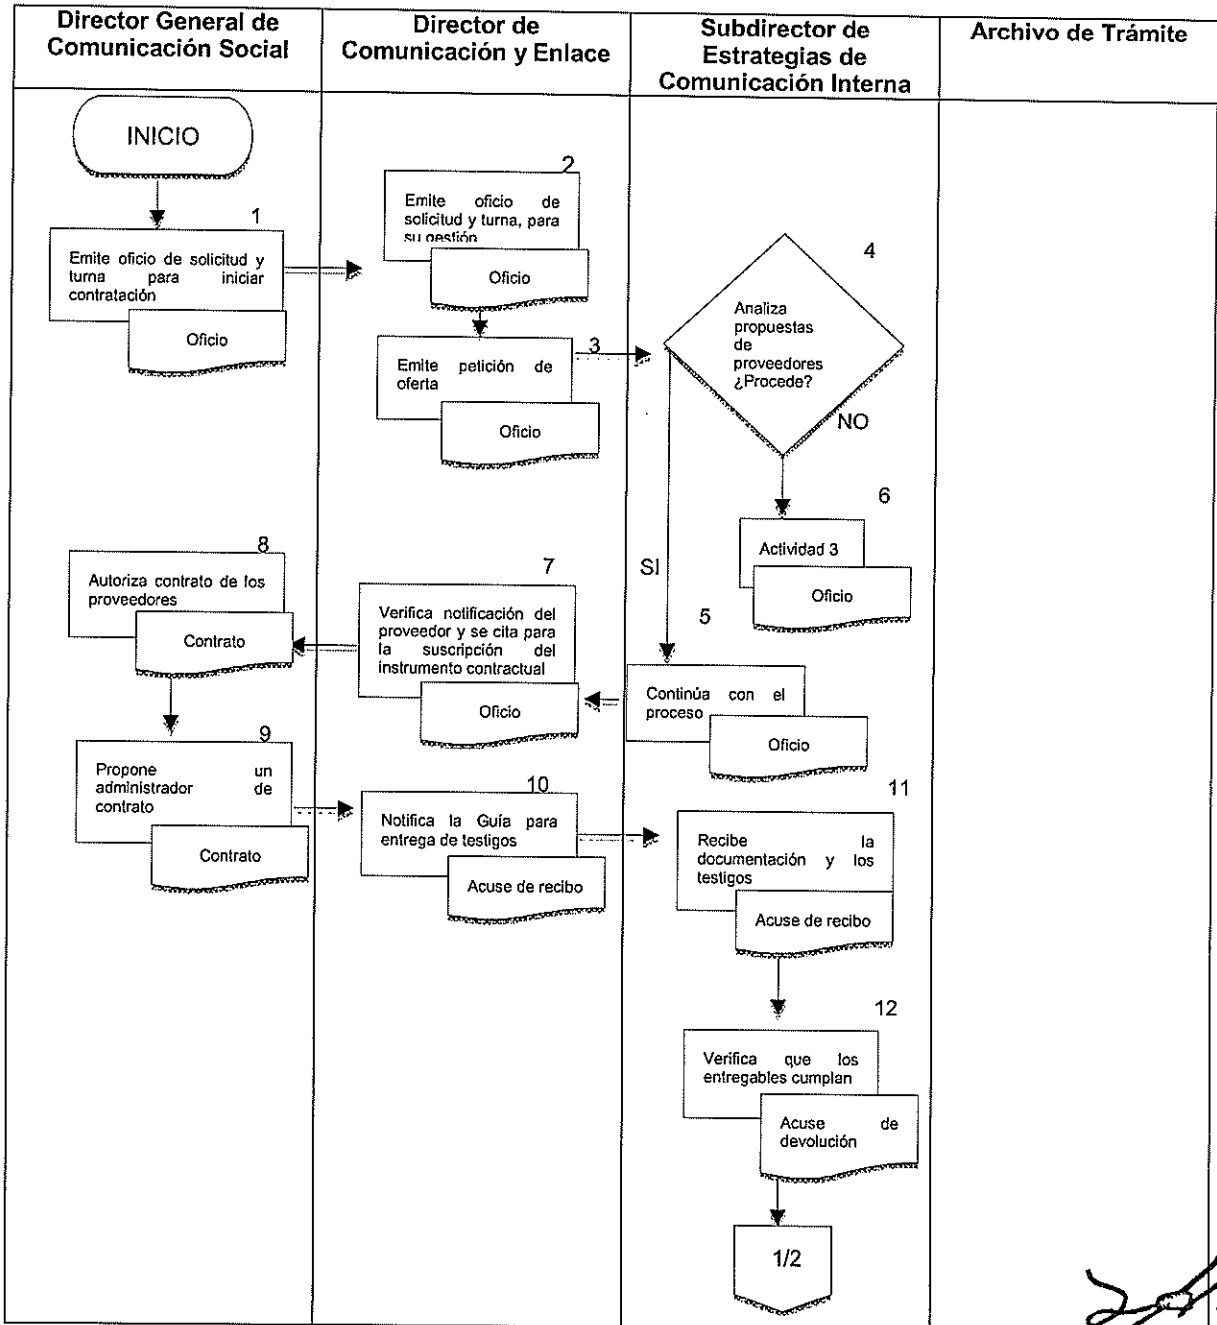 Director General de
Comunicación Social
Director de
Comunicación y Enlace
Subdirector de
Estrategias de
Comunicación Interna
Archivo de Trámite
INICIO
1
Emite oficio de solicitud y
turna para iniciar
contratación
Oficio
2
Emite oficio de
solicitud y turna, para
su gestión
Oficio
3
Emite petición de
oferta
Oficio
4
Analiza
propuestas
de
proveedores
¿Procede?
NO
SI
6
Actividad 3
Oficio
5
Continúa con el
proceso
Oficio
7
Verifica notificación del
proveedor y se cita para
la suscripción del
instrumento contractual
Oficio
8
Autoriza contrato de los
proveedores
Contrato
9
Propone un
administrador de
contrato
Contrato
10
Notifica la Guía para
entrega de testigos
Acuse de recibo
11
Recibe la
documentación y los
testigos
Acuse de recibo
12
Verifica que los
entregables cumplan
Acuse de
devolución
1/2